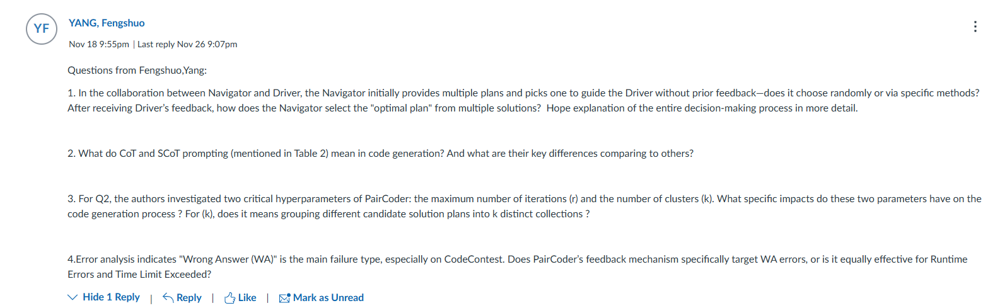 YF
YANG, Fengshuo
Nov 18 9:55pm | Last reply Nov 26 9:07pm
Questions from Fengshuo,Yang:
1. In the collaboration between Navigator and Driver, the Navigator initially provides multiple plans and picks one to guide the Driver without prior feedback—does it choose randomly or via specific methods?
After receiving Driver's feedback, how does the Navigator select the "optimal plan" from multiple solutions?  Hope explanation of the entire decision-making process in more detail.
2. What do CoT and SCoT prompting (mentioned in Table 2) mean in code generation? And what are their key differences comparing to others?
3. For Q2, the authors investigated two critical hyperparameters of PairCoder: the maximum number of iterations (r) and the number of clusters (k). What specific impacts do these two parameters have on the
code generation process ? For (k), does it means grouping different candidate solution plans into k distinct collections ?
4.Error analysis indicates "Wrong Answer (WA)" is the main failure type, especially on CodeContest. Does PairCoder's feedback mechanism specifically target WA errors, or is it equally effective for Runtime
Errors and Time Limit Exceeded?
Hide 1 Reply | Reply | Like | Mark as Unread